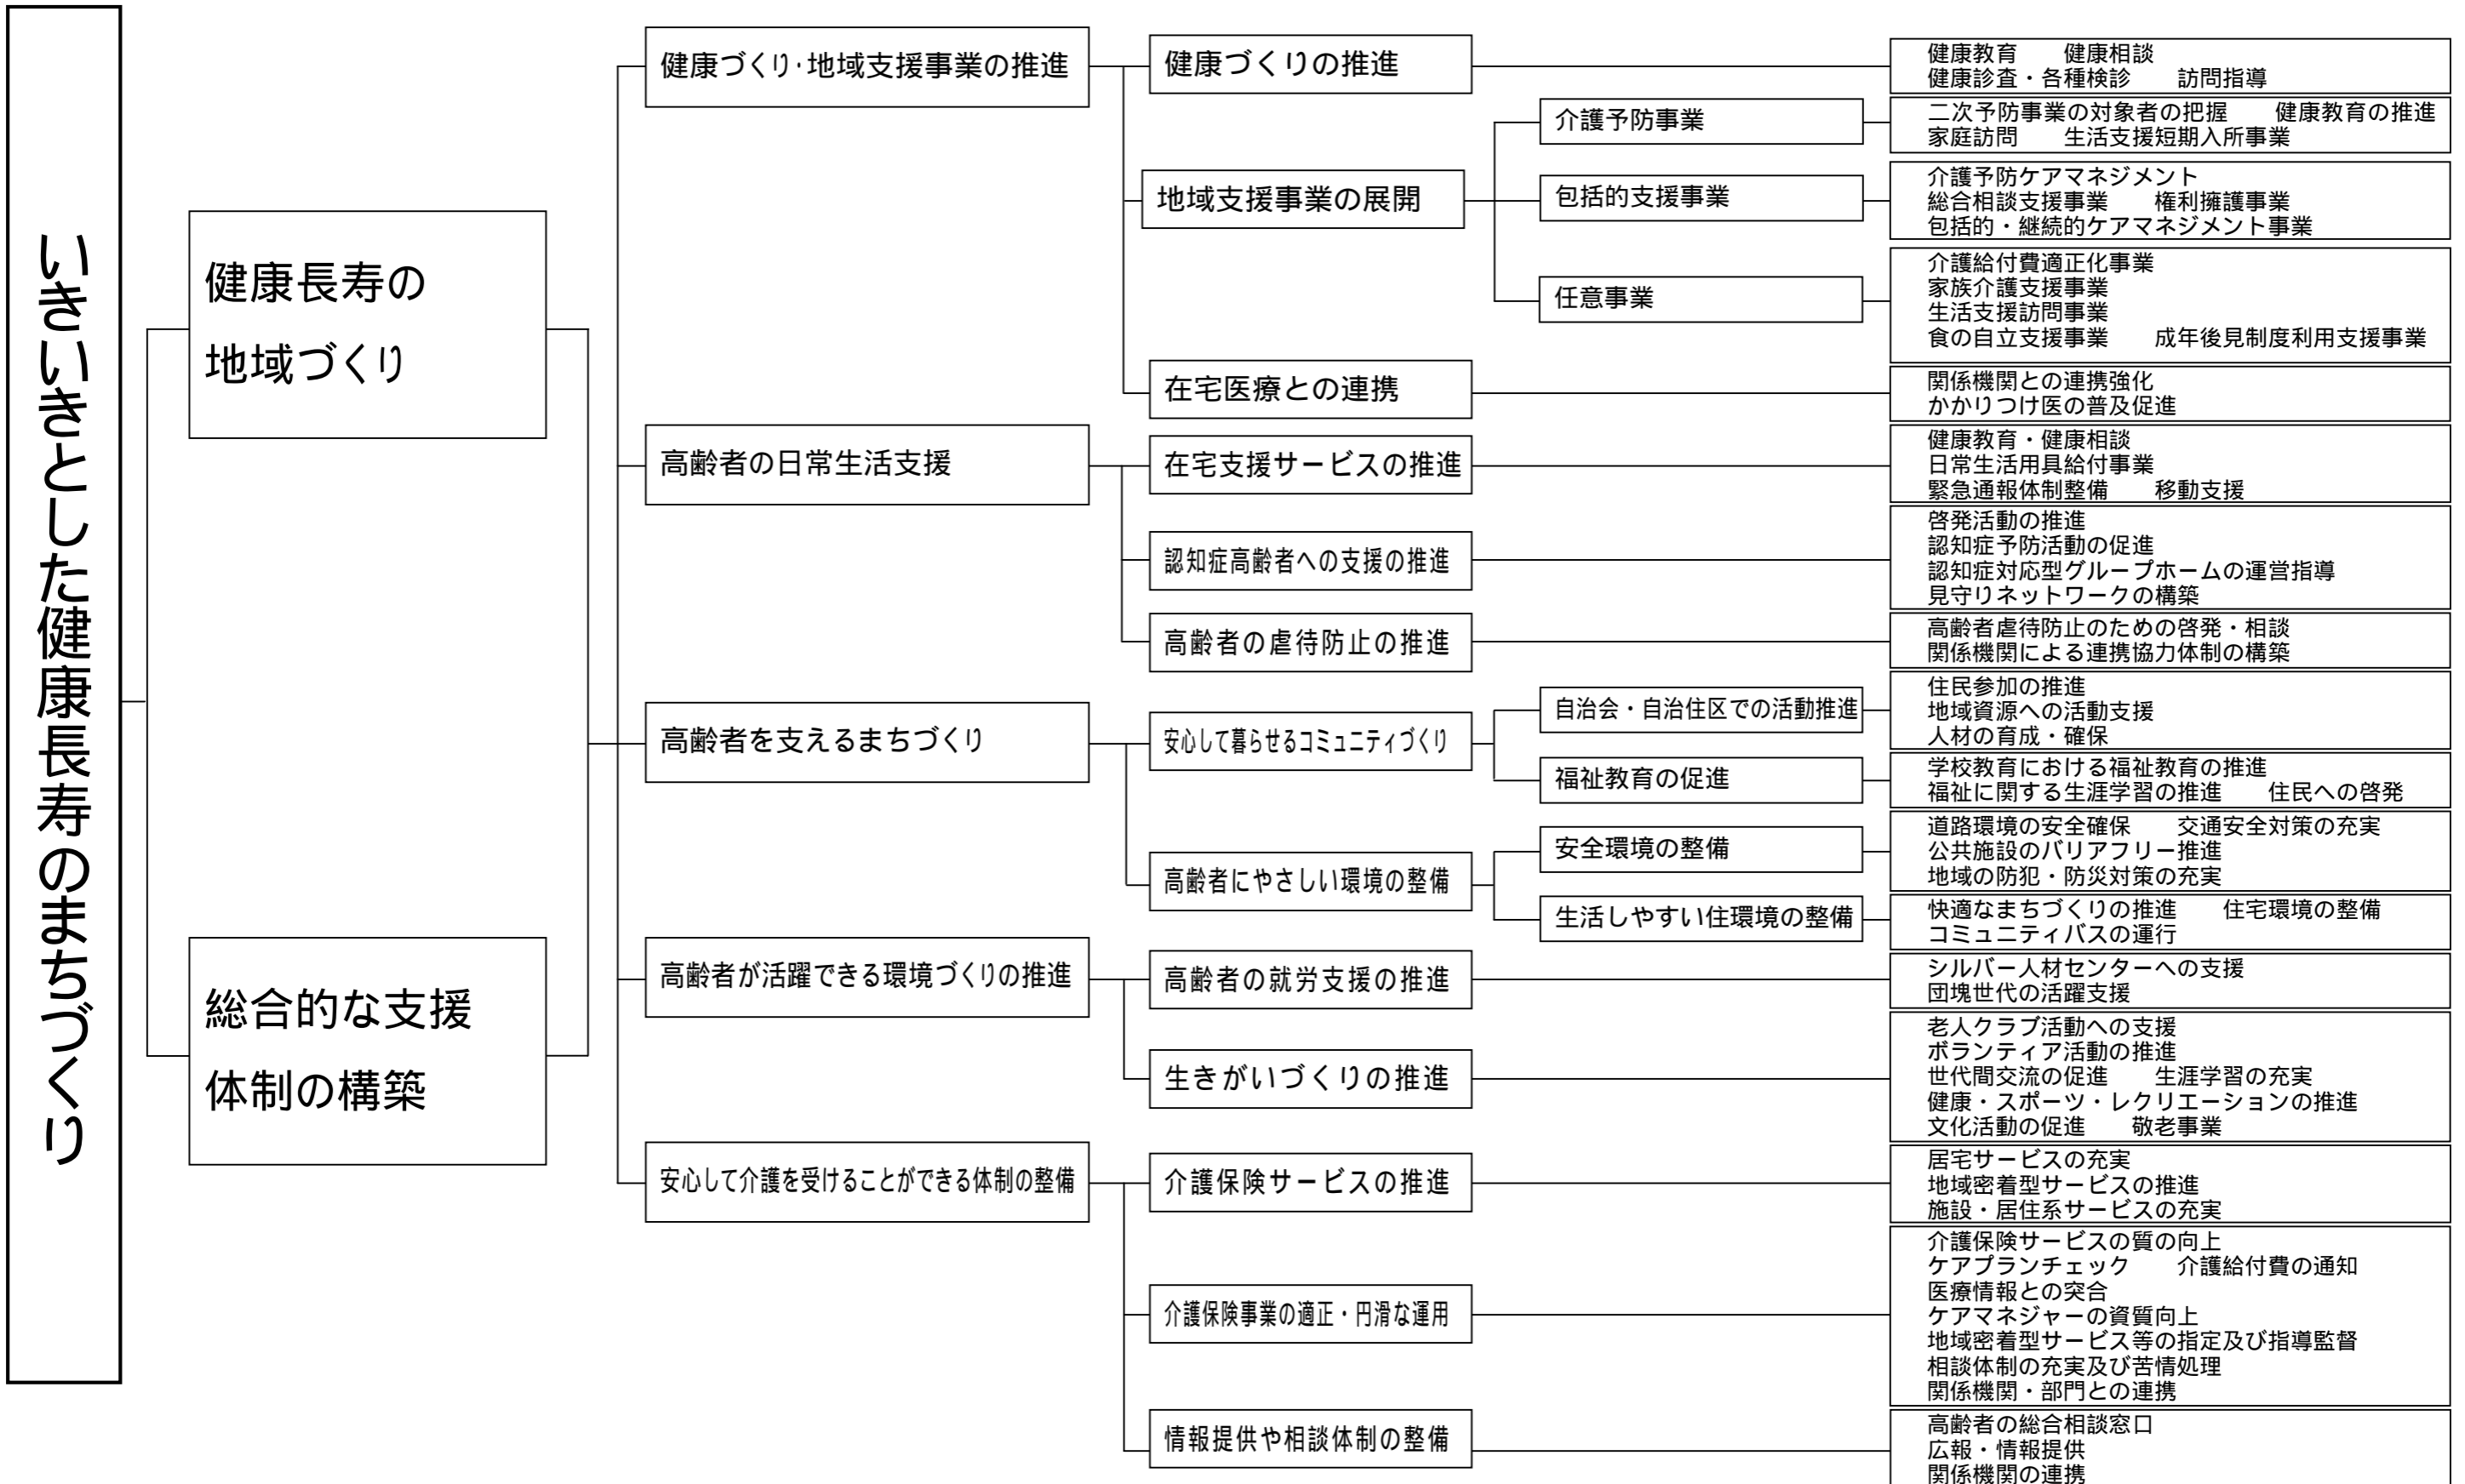 いきいきとした健康長寿のまちづくり
健康長寿の
地域づくり
総合的な支援
体制の構築
健康づくり・地域支援事業の推進
健康づくりの推進
健康教育　　健康相談
健康診査・各種検診　　訪問指導
地域支援事業の展開
介護予防事業
二次予防事業の対象者の把握　　健康教育の推進
家庭訪問　　生活支援短期入所事業
包括的支援事業
介護予防ケアマネジメント
総合相談支援事業　　権利擁護事業
包括的・継続的ケアマネジメント事業
任意事業
介護給付費適正化事業
家族介護支援事業
生活支援訪問事業
食の自立支援事業　　成年後見制度利用支援事業
在宅医療との連携
関係機関との連携強化
かかりつけ医の普及促進
高齢者の日常生活支援
在宅支援サービスの推進
健康教育・健康相談
日常生活用具給付事業
緊急通報体制整備　　移動支援
認知症高齢者への支援の推進
啓発活動の推進
認知症予防活動の促進
認知症対応型グループホームの運営指導
見守りネットワークの構築
高齢者の虐待防止の推進
高齢者虐待防止のための啓発・相談
関係機関による連携協力体制の構築
高齢者を支えるまちづくり
安心して暮らせるコミュニティづくり
自治会・自治住区での活動推進
住民参加の推進
地域資源への活動支援
人材の育成・確保
福祉教育の促進
学校教育における福祉教育の推進
福祉に関する生涯学習の推進　　住民への啓発
高齢者にやさしい環境の整備
安全環境の整備
道路環境の安全確保　　交通安全対策の充実
公共施設のバリアフリー推進
地域の防犯・防災対策の充実
生活しやすい住環境の整備
快適なまちづくりの推進　　住宅環境の整備
コミュニティバスの運行
高齢者が活躍できる環境づくりの推進
高齢者の就労支援の推進
シルバー人材センターへの支援
団塊世代の活躍支援
生きがいづくりの推進
老人クラブ活動への支援
ボランティア活動の推進
世代間交流の促進　　生涯学習の充実
健康・スポーツ・レクリエーションの推進
文化活動の促進　　敬老事業
安心して介護を受けることができる体制の整備
介護保険サービスの推進
居宅サービスの充実
地域密着型サービスの推進
施設・居住系サービスの充実
介護保険事業の適正・円滑な運用
介護保険サービスの質の向上
ケアプランチェック　　介護給付費の通知
医療情報との突合
ケアマネジャーの資質向上
地域密着型サービス等の指定及び指導監督
相談体制の充実及び苦情処理
関係機関・部門との連携
情報提供や相談体制の整備
高齢者の総合相談窓口
広報・情報提供
関係機関の連携